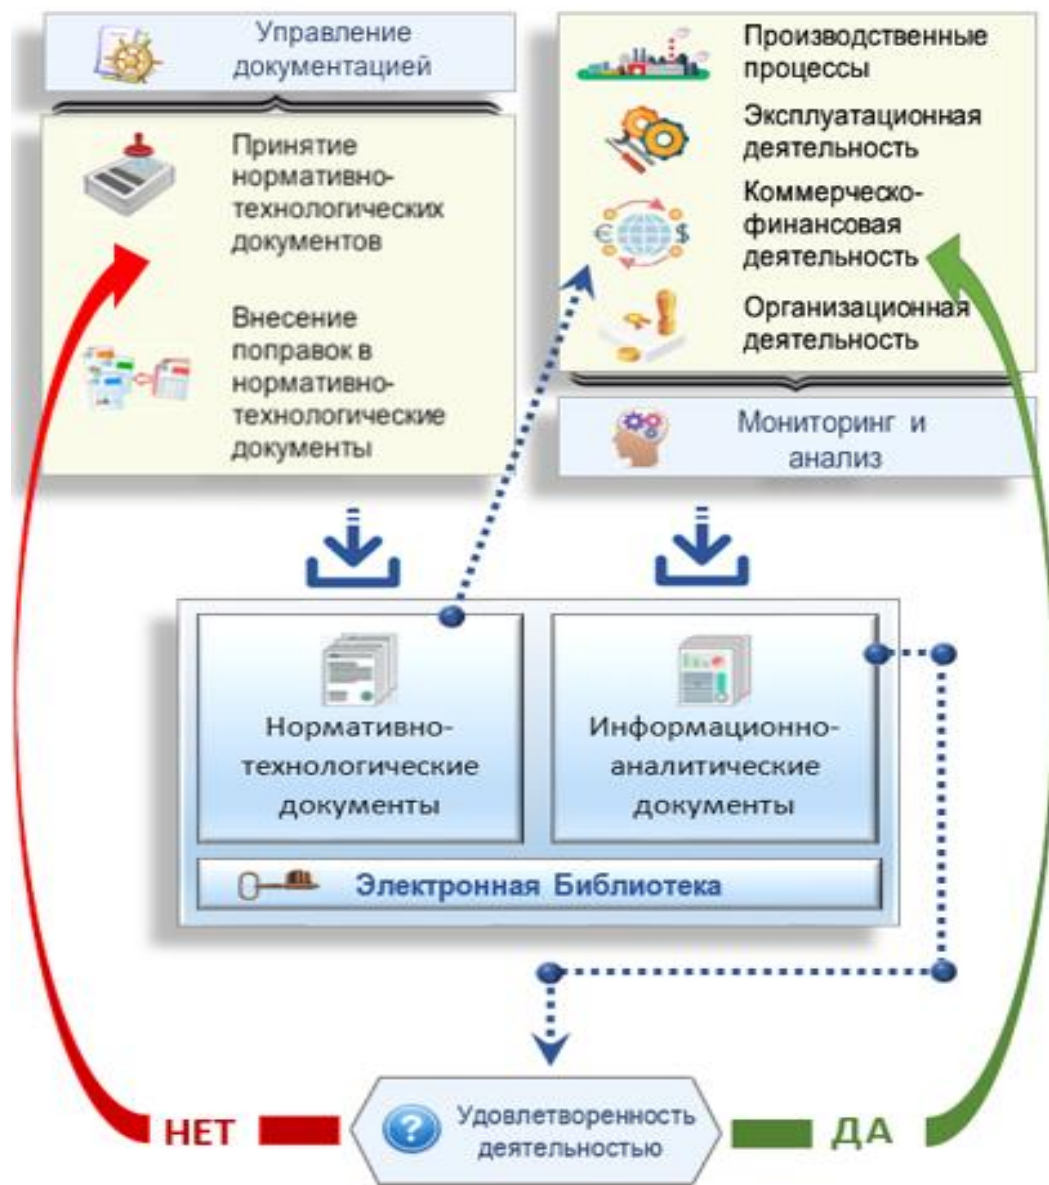 Управление
документацией
Принятие
нормативно-
технологических
документов
Внесение
поправок в
нормативно-
технологические
документы
Производственные
процессы
Эксплуатационная
деятельность
Коммерческо-
финансовая
деятельность
Организационная
деятельность
Мониторинг и
анализ
Нормативно-
технологические
документы
Информационно-
аналитические
документы
Электронная Библиотека
НЕТ
? Удовлетворенность
деятельностью
ДА